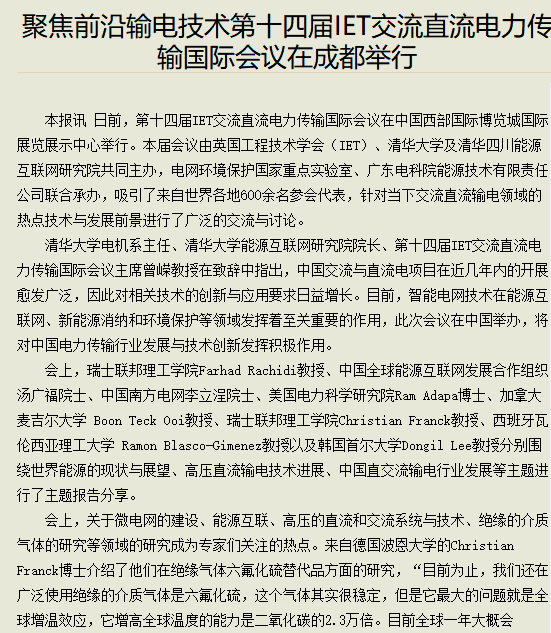 聚焦前沿输电技术第十四届IET交流直流电力传
输国际会议在成都举行
本报讯 日前，第十四届IET交流直流电力传输国际会议在中国西部国际博览城国际
展览展示中心举行。本届会议由英国工程技术学会（IET）、清华大学及清华四川能源
互联网研究院共同主办，电网环境保护国家重点实验室、广东电科院能源技术有限责任
公司联合承办，吸引了来自世界各地600余名参会代表，针对当下交流直流输电领域的
热点技术与发展前景进行了广泛的交流与讨论。
清华大学电机系主任、清华大学能源互联网研究院院长、第十四届IET交流直流电
力传输国际会议主席曾嵘教授在致辞中指出，中国交流与直流电项目在近几年内的开展
愈发广泛，因此对相关技术的创新与应用要求日益增长。目前，智能电网技术在能源互
联网、新能源消纳和环境保护等领域发挥着至关重要的作用，此次会议在中国举办，将
对中国电力传输行业发展与技术创新发挥积极作用。
会上，瑞士联邦理工学院Farhad Rachidi教授、中国全球能源互联网发展合作组织
汤广福院士、中国南方电网李立浧院士、美国电力科学研究院Ram Adapa博士、加拿大
麦吉尔大学 Boon Teck Ooi教授、瑞士联邦理工学院Christian Franck教授、西班牙瓦
伦西亚理工大学 Ramon Blasco-Gimenez教授以及韩国首尔大学Dongil Lee教授分别围
绕世界能源的现状与展望、高压直流输电技术进展、中国直交流输电行业发展等主题进
行了主题报告分享。
会上，关于微电网的建设、能源互联、高压的直流和交流系统与技术、绝缘的介质
气体的研究等领域的研究成为专家们关注的热点。来自德国波恩大学的Christian
Franck博士介绍了他们在绝缘气体六氟化硫替代品方面的研究，“目前为止，我们还在
广泛使用绝缘的介质气体是六氟化硫，这个气体其实很稳定，但是它最大的问题就是全
球增温效应，它增高全球温度的能力是二氧化碳的2.3万倍。目前全球一年大概会